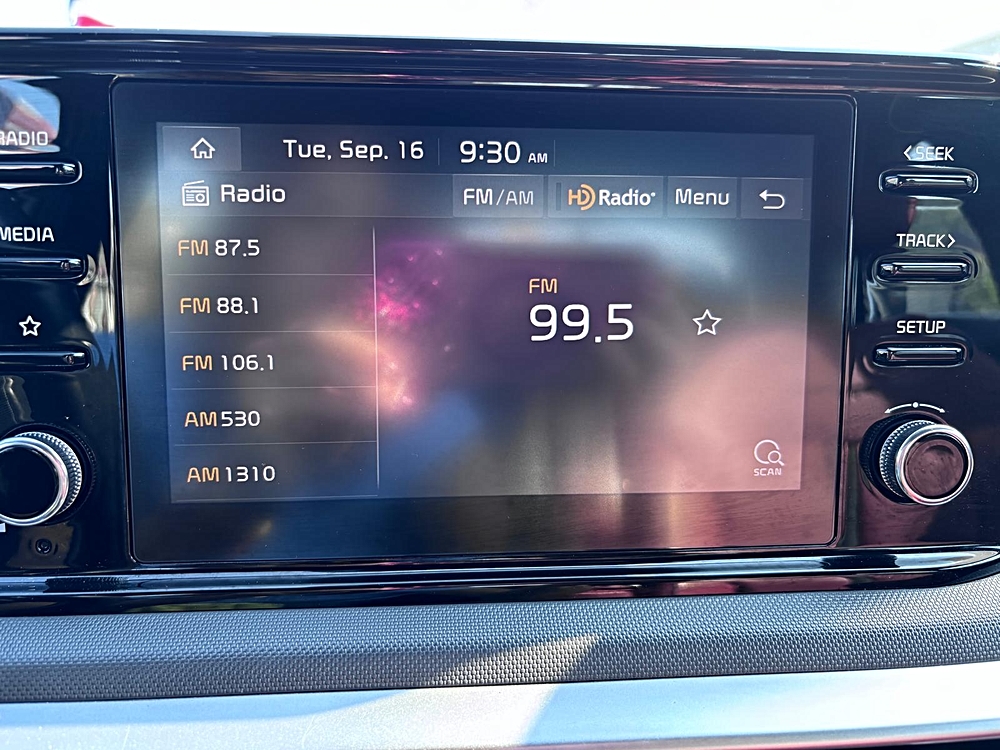 RADIO
MEDIA
Tue, Sep. 16 9:30 AM
Radio FM/AM HD Radio Menu
FM 87.5
FM 88.1
FM 106.1
AM 530
AM 1310
FM
99.5
SCAN
<SEEK
TRACK>
SETUP